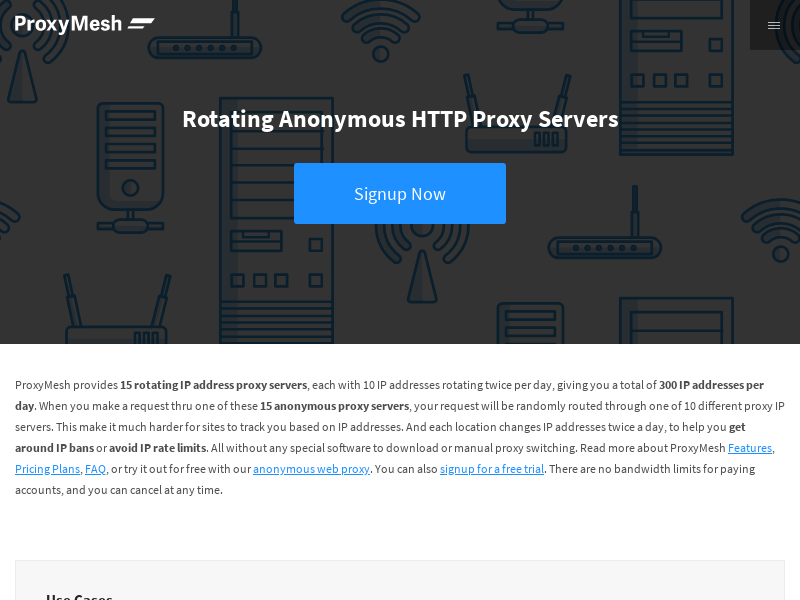 ProxyMesh
Rotating Anonymous HTTP Proxy Servers
Signup Now
ProxyMesh provides 15 rotating IP address proxy servers, each with 10 IP addresses rotating twice per day, giving you a total of 300 IP addresses per
day. When you make a request thru one of these 15 anonymous proxy servers, your request will be randomly routed through one of 10 different proxy IP
servers. This make it much harder for sites to track you based on IP addresses. And each location changes IP addresses twice a day, to help you get
around IP bans or avoid IP rate limits. All without any special software to download or manual proxy switching. Read more about ProxyMesh Features,
Pricing Plans, FAQ, or try it out for free with our anonymous web proxy. You can also signup for a free trial. There are no bandwidth limits for paying
accounts, and you can cancel at any time.
Use Cases